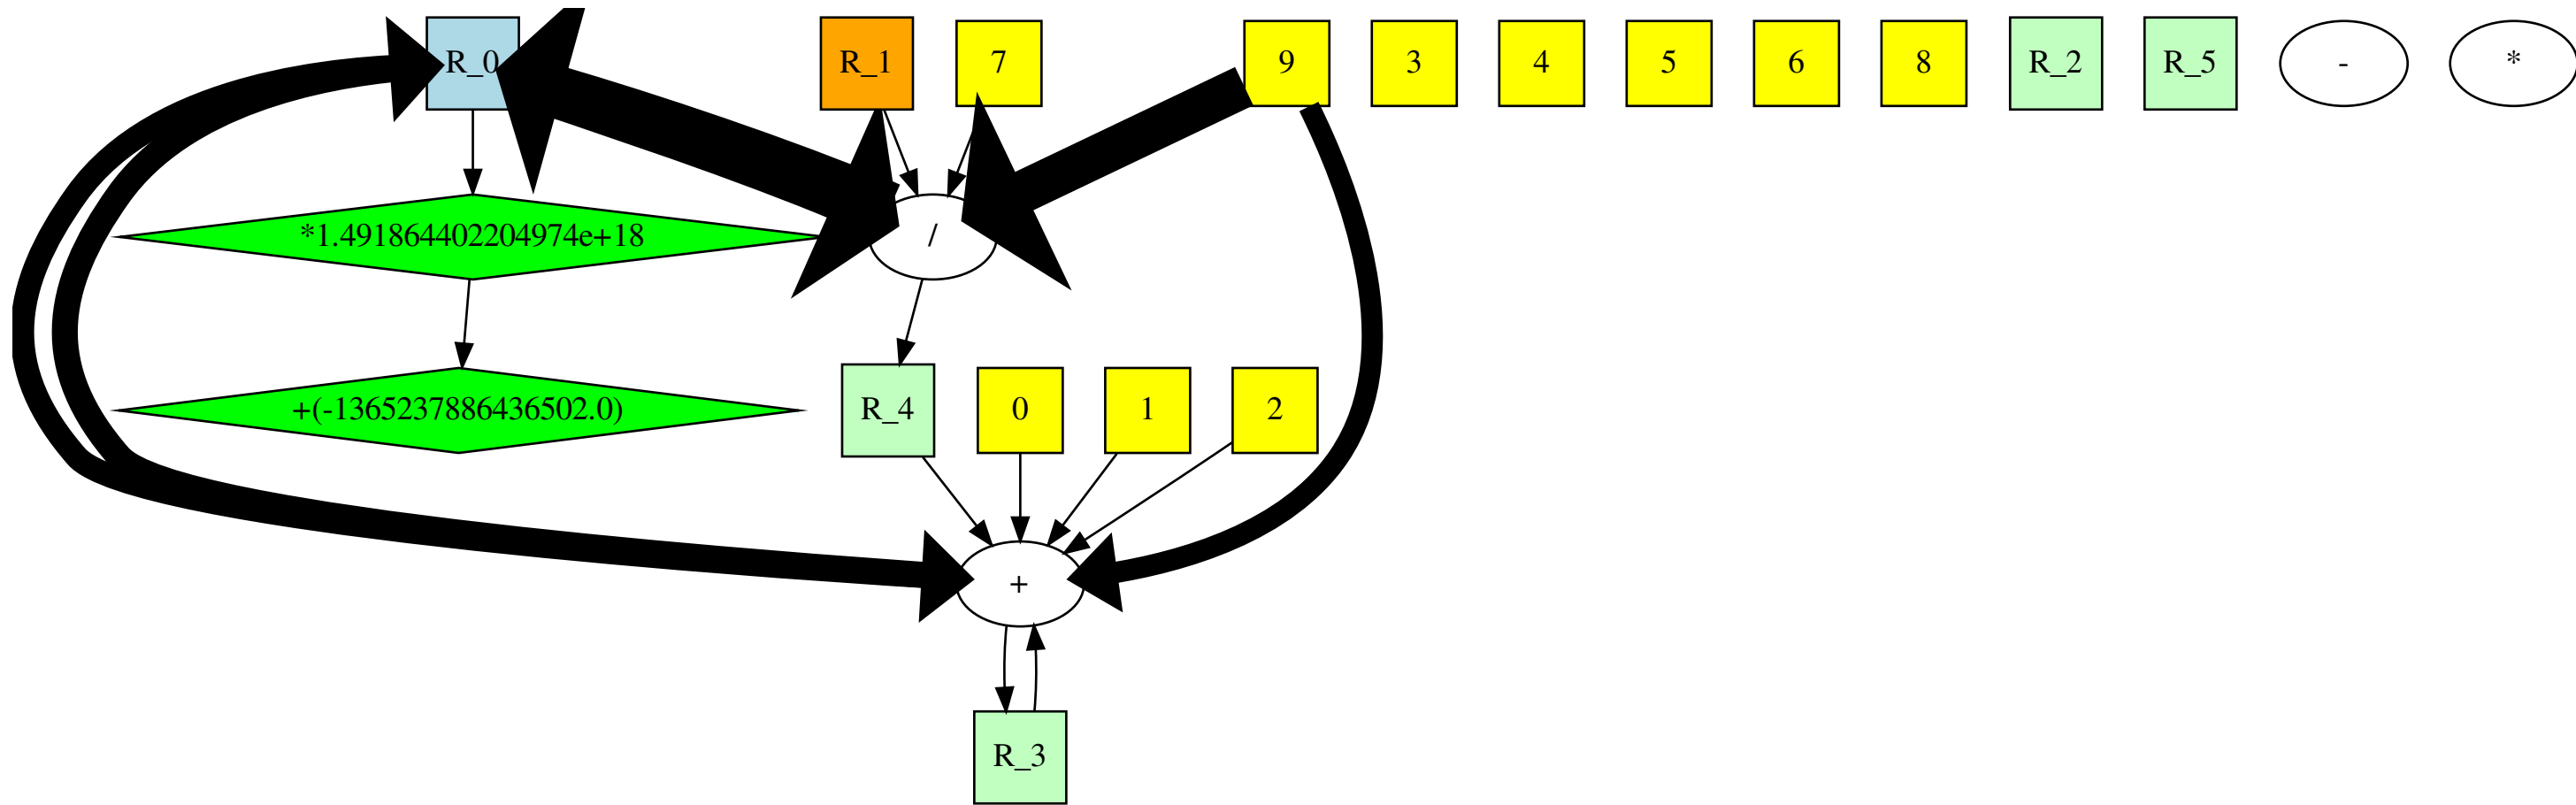 R_0
R_1
7
9
3
4
5
6
8
R_2
R_5
-
*
*1.491864402204974e+18
/
+(-1365237886436502.0)
R_4
0
1
2
+
R_3